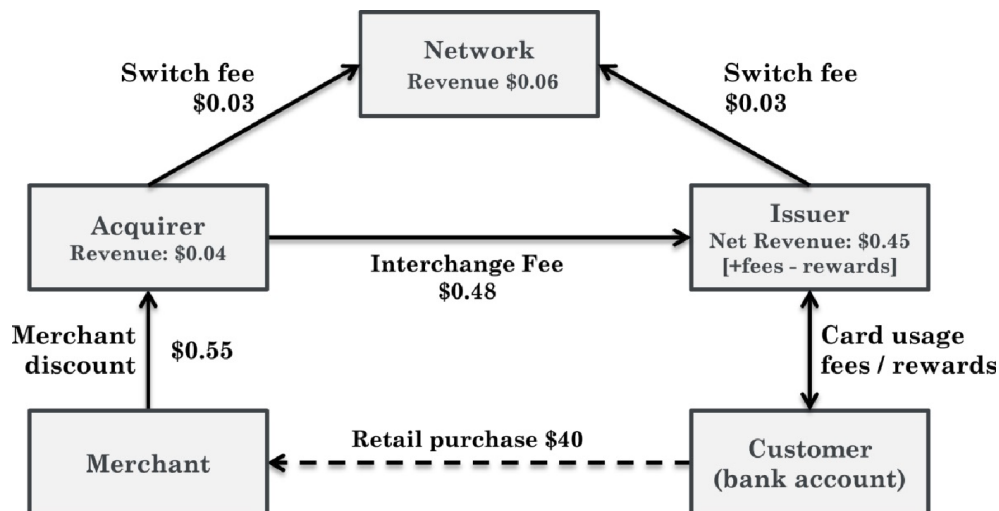 Network
Revenue $0.06
Switch fee
$0.03
Switch fee
$0.03
Acquirer
Revenue: $0.04
Issuer
Net Revenue: $0.45
[+fees - rewards]
Interchange Fee
$0.48
Merchant
discount
$0.55
Card usage
fees / rewards
Retail purchase $40
Merchant
Customer
(bank account)